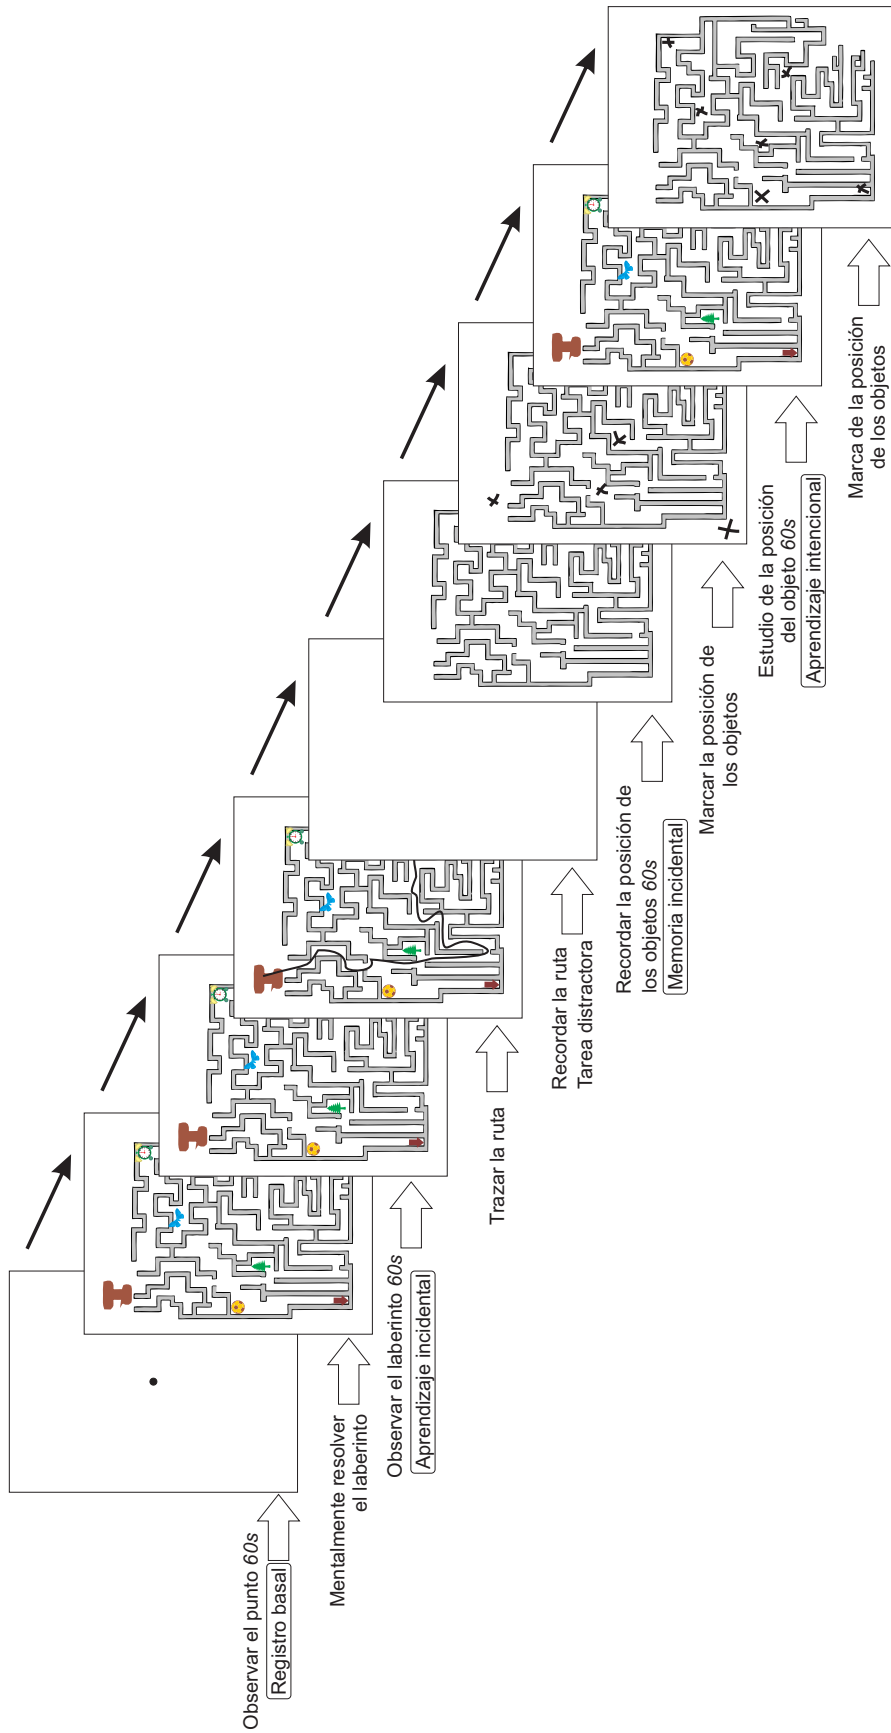 Observar el punto 60s
Registro basal
Mentalmente resolver
el laberinto
Observar el laberinto 60s
Aprendizaje incidental
Trazar la ruta
Recordar la ruta
Tarea distractora
Recordar la posición de
los objetos 60s
Memoria incidental
Marcar la posición de
los objetos
Estudio de la posición
del objeto 60s
Aprendizaje intencional
Marca de la posición
de los objetos